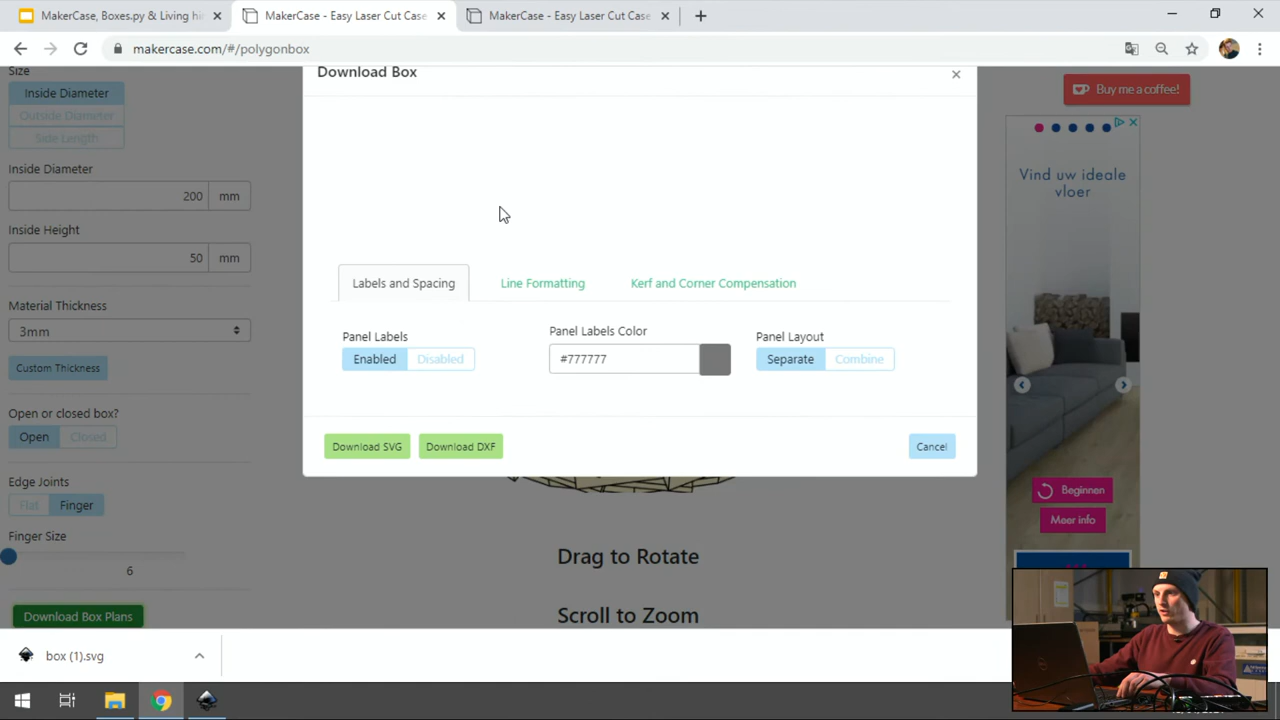 MakerCase, Boxes.py & Living hi
MakerCase - Easy Laser Cut Case
MakerCase - Easy Laser Cut Case
makercase.com/#/polygonbox
Size
Inside Diameter
Outside Diameter
Side Length
Inside Diameter
200 mm
Inside Height
50 mm
Material Thickness
3mm
Custom Thickness
Open or closed box?
Open Closed
Edge Joints
Flat Finger
Finger Size
6
Download Box Plans
Download Box
Labels and Spacing
Line Formatting
Kerf and Corner Compensation
Panel Labels
Enabled Disabled
Panel Labels Color
#777777
Panel Layout
Separate Combine
Download SVG
Download DXF
Cancel
Drag to Rotate
Scroll to Zoom
Buy me a coffee!
Vind uw ideale
vloer
Beginnen
Meer info
box (1).svg